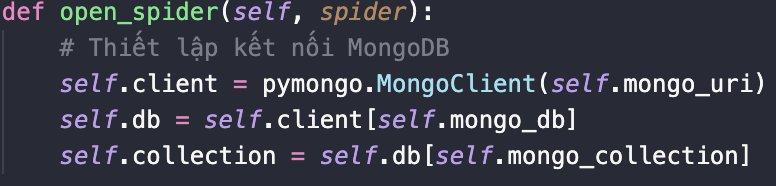 def open_spider(self, spider):
# Thiết lập kết nối MongoDB
self.client = pymongo.MongoClient(self.mongo_uri)
self.db = self.client[self.mongo_db]
self.collection = self.db[self.mongo_collection]